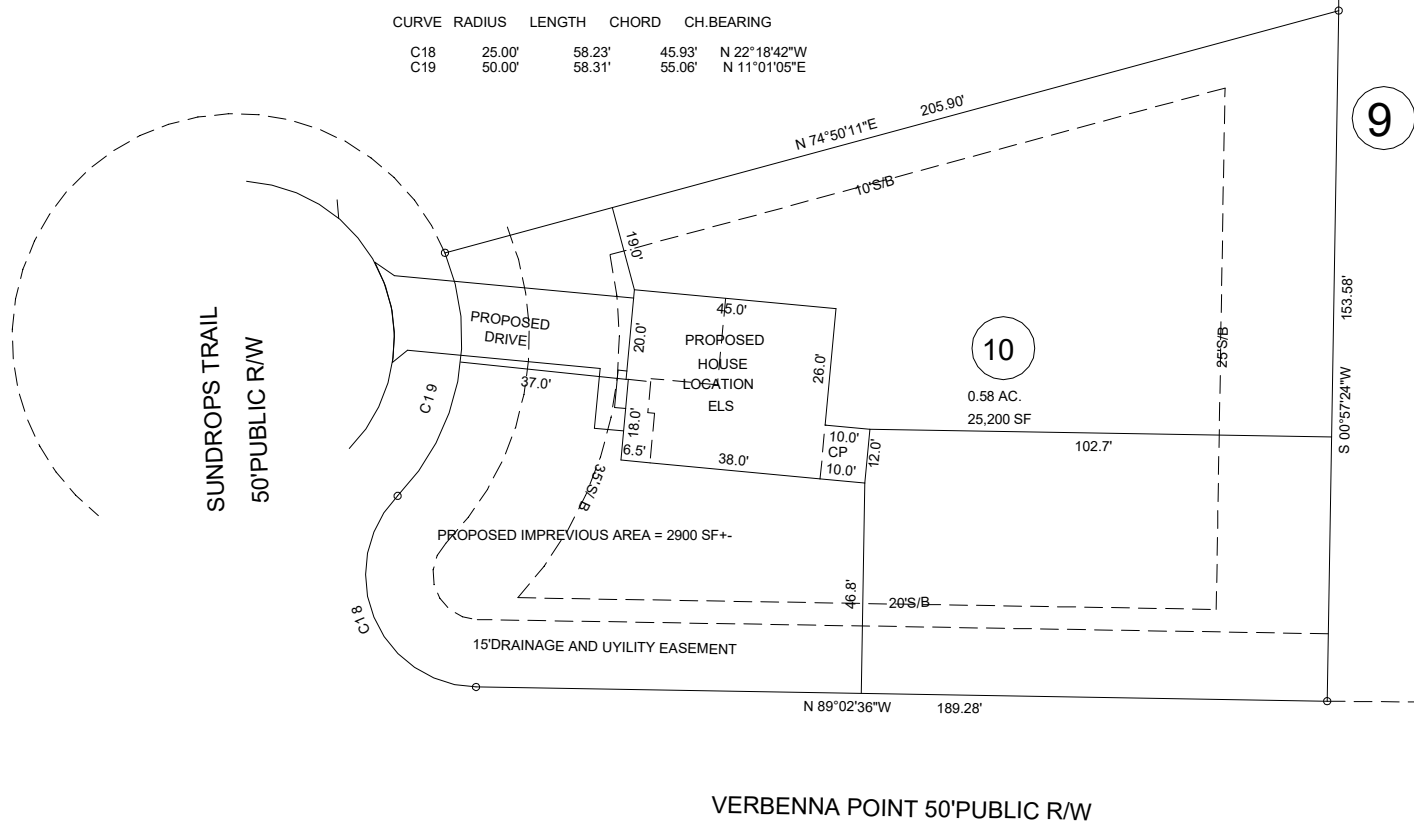 CURVE RADIUS LENGTH CHORD CH.BEARING
C18 25.00' 58.23' 45.93' N 22°18'42"W
C19 50.00' 58.31' 55.06' N 11°01'05"E
N 74°50'11"E 205.90'
9
10'S/B
19.0'
SUNDROPS TRAIL
50'PUBLIC R/W
PROPOSED
DRIVE
37.0'
C19
20.0'
45.0'
PROPOSED
HOUSE
LOCATION
ELS
26.0'
10
0.58 AC.
25,200 SF
25'S/B
153.58'
S 00°57'24"W
18.0'
6.5'
38.0'
10.0'
CP
10.0'
12.0'
102.7'
35'S/B
PROPOSED IMPREVIOUS AREA = 2900 SF+-
46.8'
20'S/B
C18
15'DRAINAGE AND UYILITY EASEMENT
N 89°02'36"W 189.28'
VERBENNA POINT 50'PUBLIC R/W